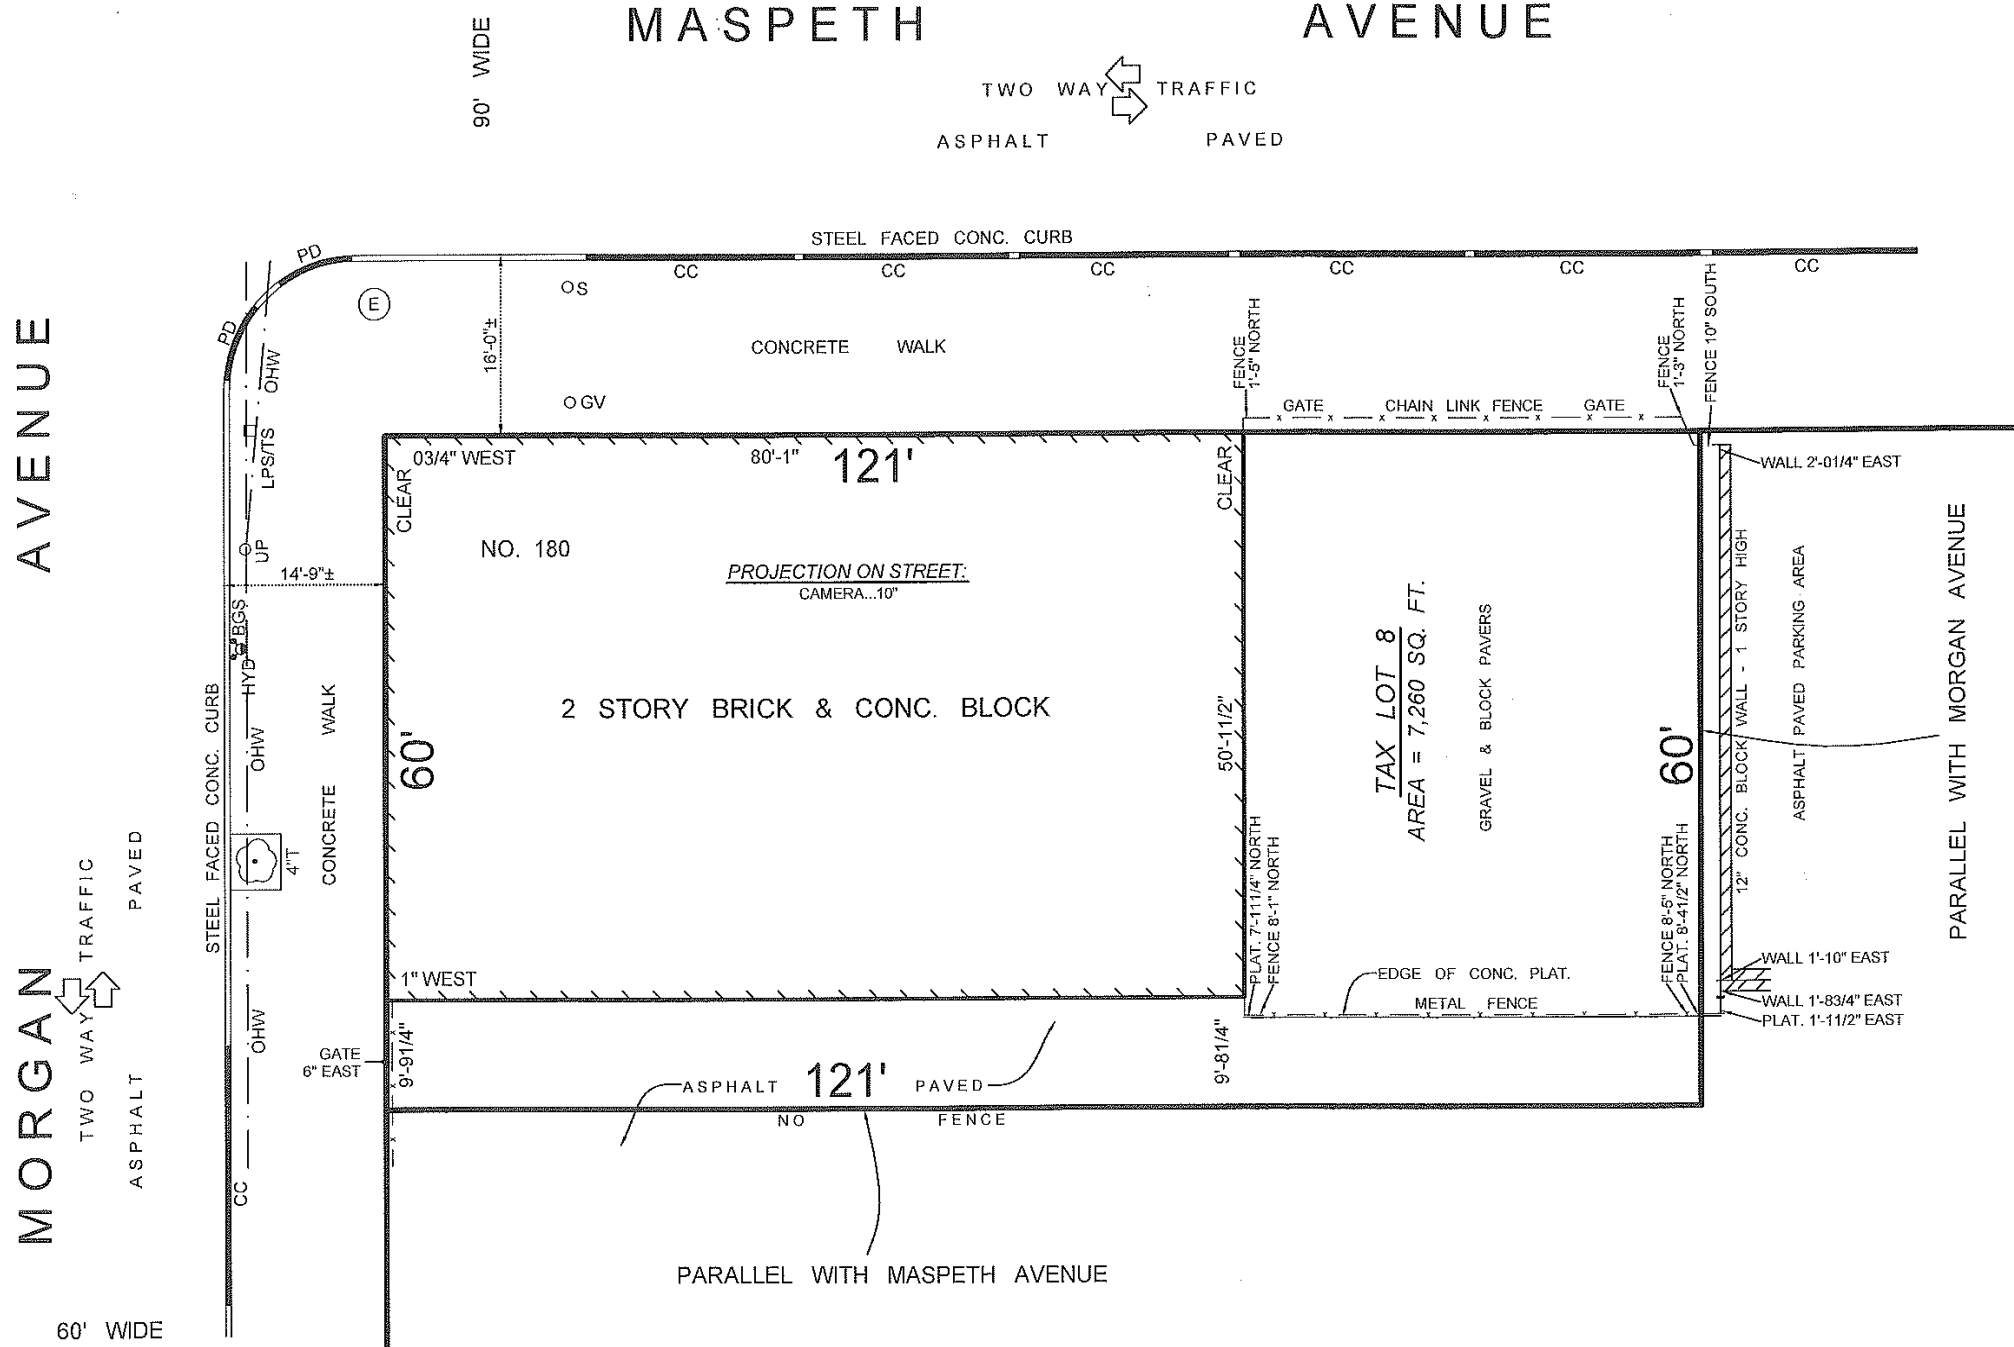 MASPETH AVENUE
90' WIDE
TWO WAY TRAFFIC
ASPHALT PAVED
STEEL FACED CONC. CURB
PD
PD
CC CC CC CC CC CC
E
S
GV
16'-0"±
CONCRETE WALK
OHW
LPS/TS
UP
14'-9"±
BGS
HYD
OHW
4"T
OHW
CC
STEEL FACED CONC. CURB
CONCRETE WALK
MORGAN AVENUE
TWO WAY TRAFFIC
ASPHALT PAVED
60' WIDE
FENCE
1'-5" NORTH
GATE CHAIN LINK FENCE GATE
FENCE
1'-3" NORTH
FENCE 10" SOUTH
03/4" WEST
80'-1"
121'
CLEAR
CLEAR
NO. 180
PROJECTION ON STREET:
CAMERA...10"
2 STORY BRICK & CONC. BLOCK
60'
50'-11/2"
TAX LOT 8
AREA = 7,260 SQ. FT.
GRAVEL & BLOCK PAVERS
60'
WALL 2'-01/4" EAST
12" CONC. BLOCK WALL - 1 STORY HIGH
ASPHALT PAVED PARKING AREA
PARALLEL WITH MORGAN AVENUE
1" WEST
PLAT. 7'-111/4" NORTH
FENCE 8'-1" NORTH
EDGE OF CONC. PLAT.
METAL FENCE
FENCE 8'-5" NORTH
PLAT. 8'-41/2" NORTH
WALL 1'-10" EAST
WALL 1'-83/4" EAST
PLAT. 1'-11/2" EAST
GATE
6" EAST
9'-91/4"
9'-81/4"
ASPHALT PAVED
121'
NO FENCE
PARALLEL WITH MASPETH AVENUE